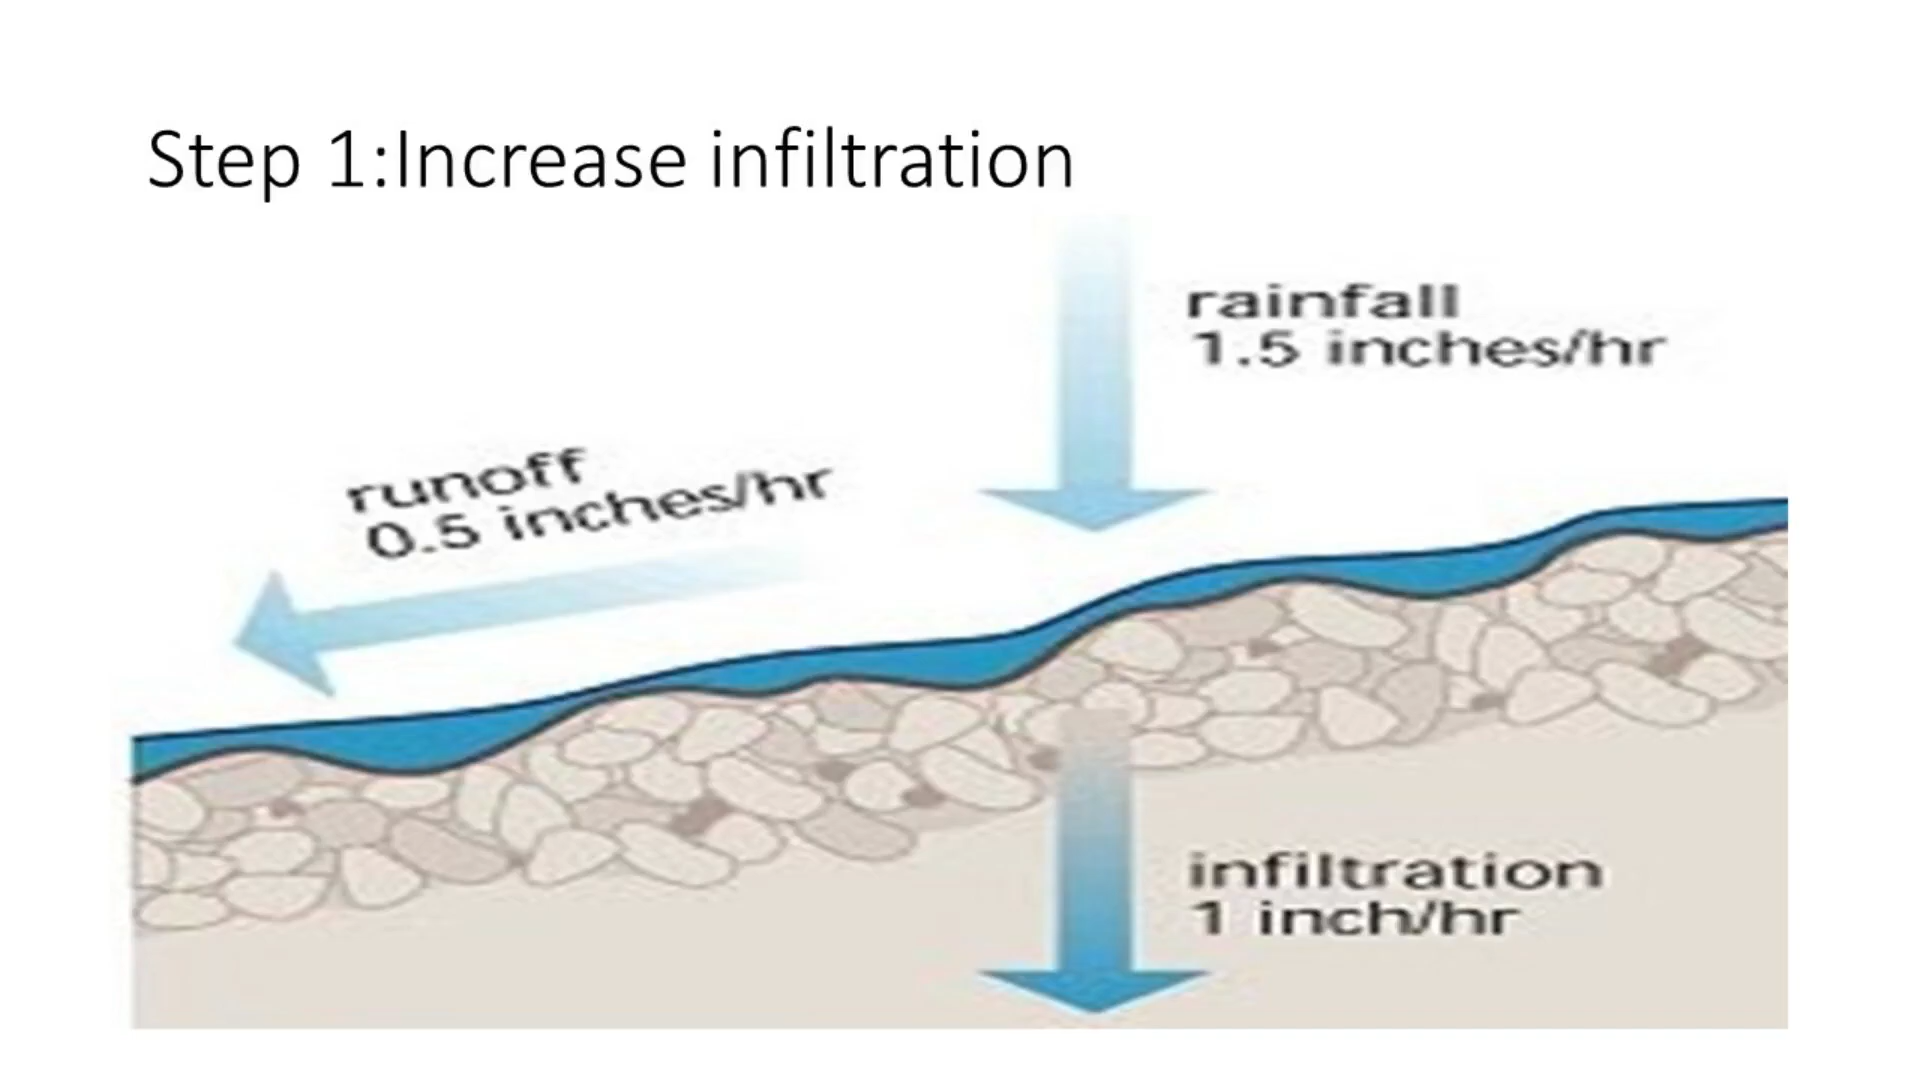 Step 1:Increase infiltration
rainfall
1.5 inches/hr
runoff
0.5 inches/hr
infiltration
1 inch/hr